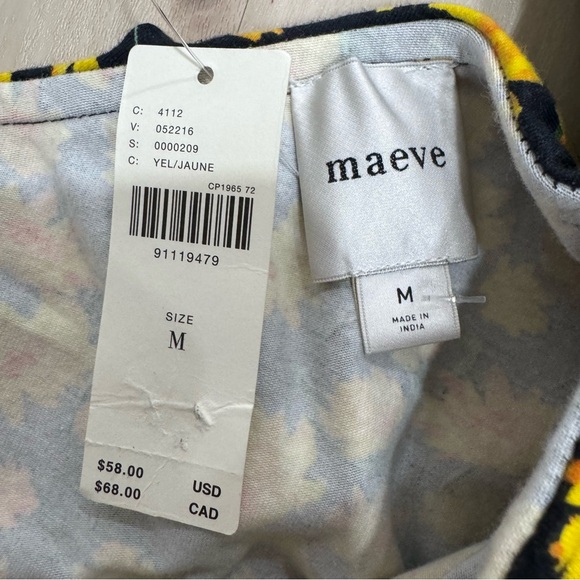 C: 4112
V: 052216
S: 0000209
C: YEL/JAUNE
CP1965 72
91119479
SIZE
M
$58.00 USD
$68.00 CAD
maeve
M
MADE IN
INDIA